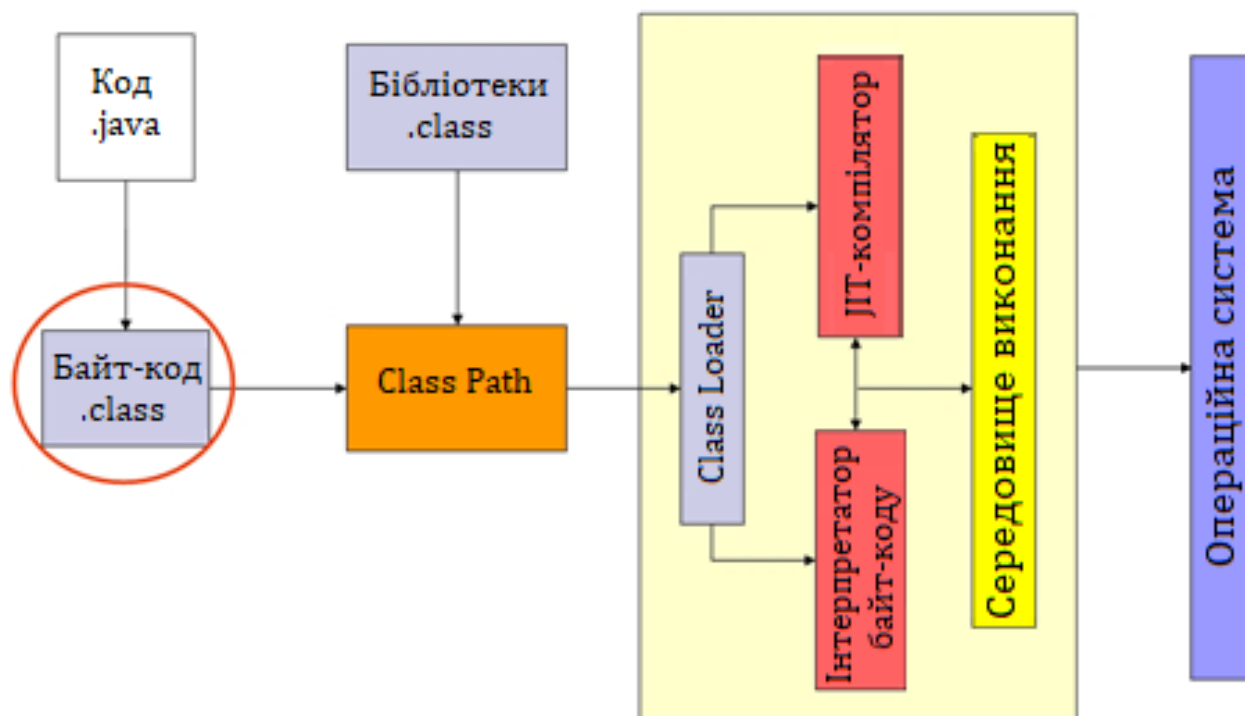 Код
.java
Бібліотеки
.class
Байт-код
.class
Class Path
Class Loader
JIT-компілятор
Інтерпретатор
байт-коду
Середовище виконання
Операційна система